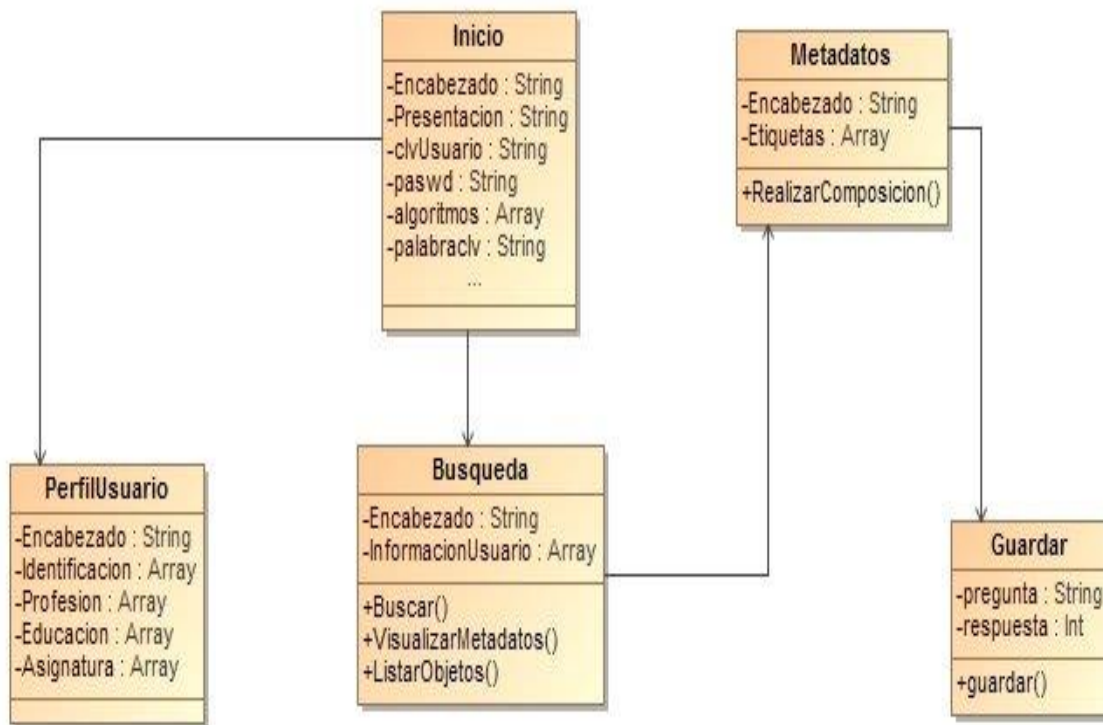 Inicio
-Encabezado : String
-Presentacion : String
-clvUsuario : String
-paswd : String
-algoritmos : Array
-palabraclv : String
...
Metadatos
-Encabezado : String
-Etiquetas : Array
+RealizarComposicion()
PerfilUsuario
-Encabezado : String
-Identificacion : Array
-Profesion : Array
-Educacion : Array
-Asignatura : Array
Busqueda
-Encabezado : String
-InformacionUsuario : Array
+Buscar()
+VisualizarMetadatos()
+ListarObjetos()
Guardar
-pregunta : String
-respuesta : Int
+guardar()